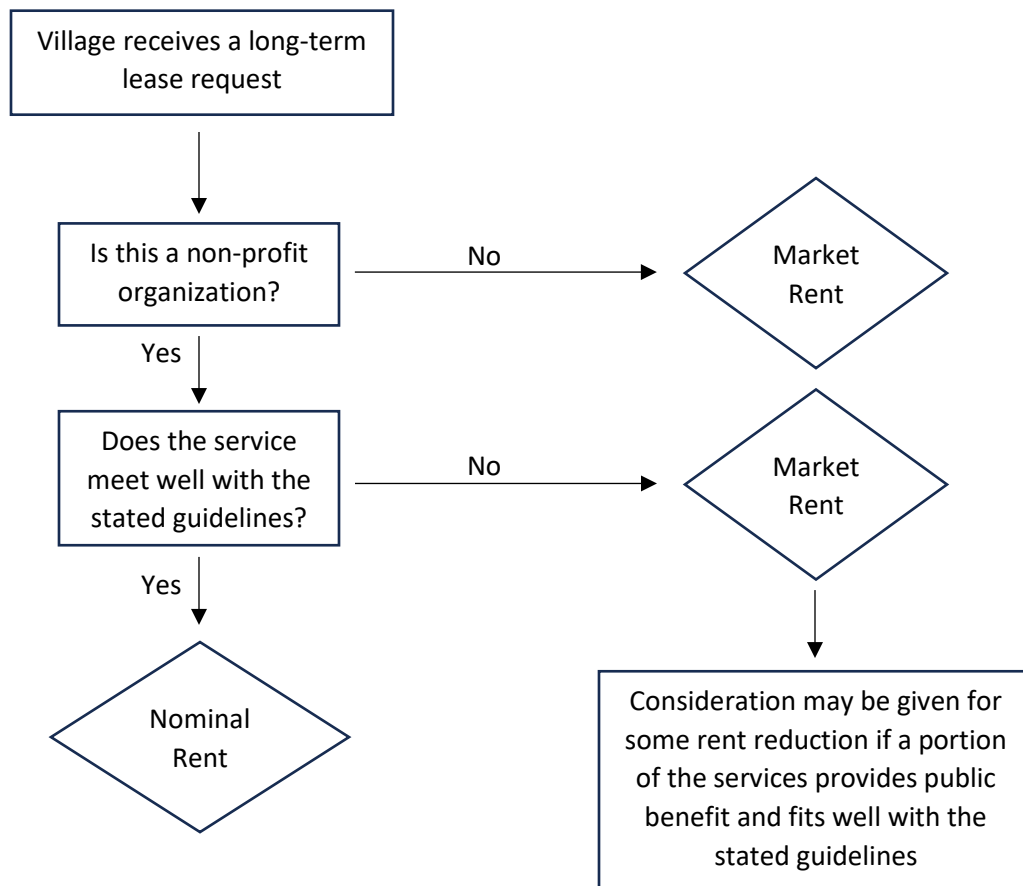 Village receives a long-term
lease request
Is this a non-profit
organization?
No
Market
Rent
Yes
Does the service
meet well with the
stated guidelines?
No
Market
Rent
Yes
Nominal
Rent
Consideration may be given for
some rent reduction if a portion
of the services provides public
benefit and fits well with the
stated guidelines